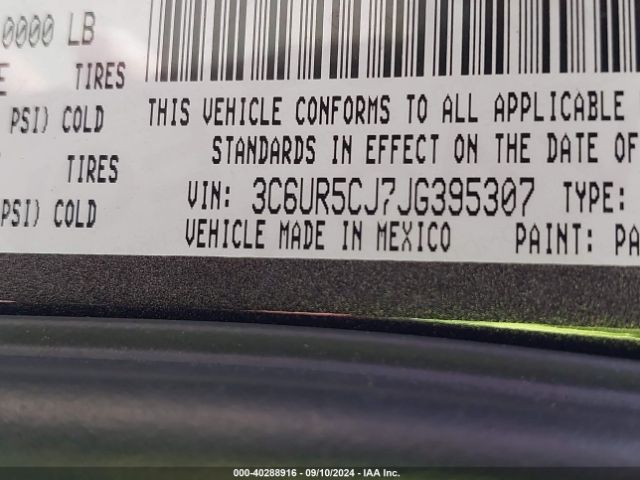 0000 LB
TIRES
PSI) COLD
TIRES
PSI) COLD
THIS VEHICLE CONFORMS TO ALL APPLICABLE
STANDARDS IN EFFECT ON THE DATE OF
VIN: 3C6UR5CJ7JG395307 TYPE:
VEHICLE MADE IN MEXICO PAINT: PA
000-40288916 - 09/10/2024 - IAA Inc.